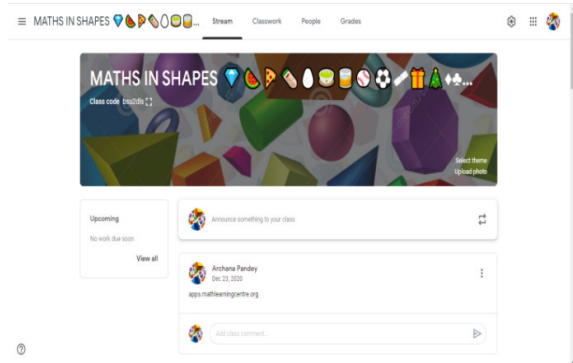 MATHS IN SHAPES 💎🍉🍕🌯🥚🥫🛢️... Stream Classwork People Grades
MATHS IN SHAPES
Class code
Select theme
Upload photo
Upcoming
No work due soon
View all
Announce something to your class
Archana Pandey
Dec 23, 2020
apps.mathlearningcentre.org
Add class comment...